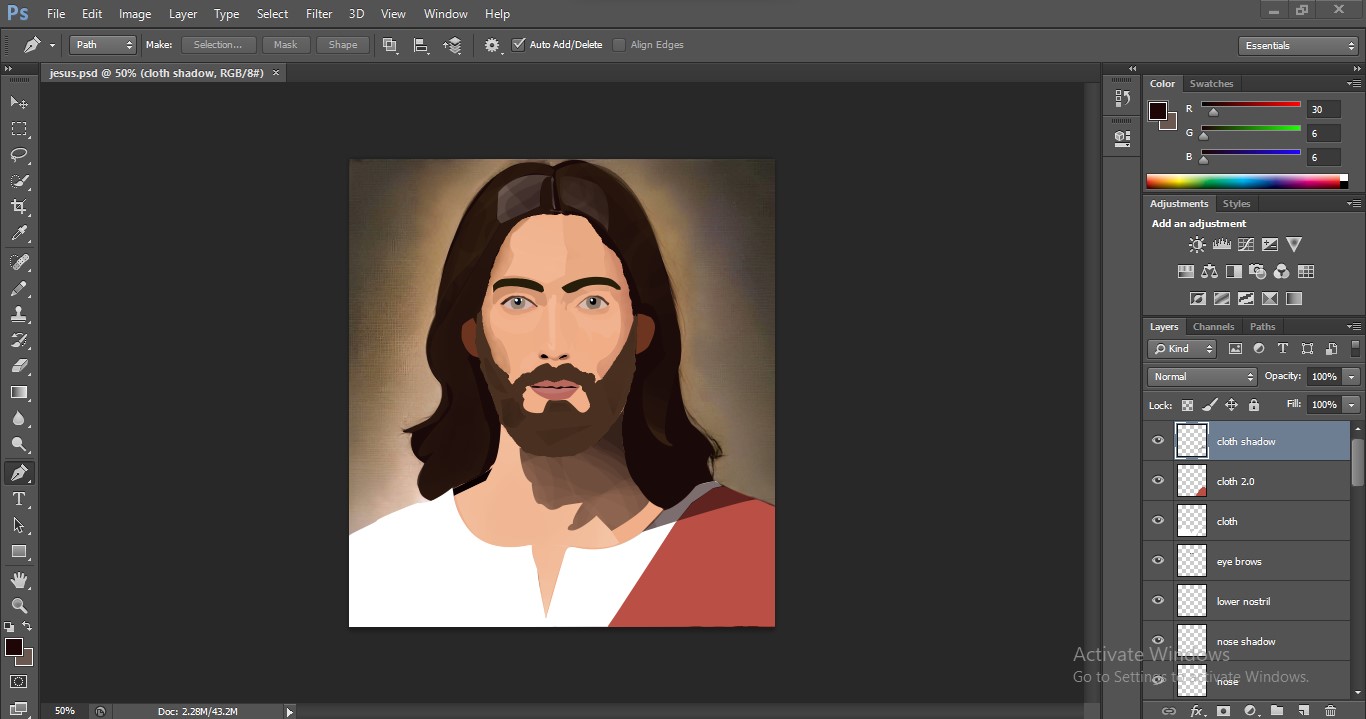 Ps File Edit Image Layer Type Select Filter 3D View Window Help
Path Make: Selection... Mask Shape Auto Add/Delete Align Edges Essentials
jesus.psd @ 50% (cloth shadow, RGB/8#) ×
Color Swatches
R 30
G 6
B 6
Adjustments Styles
Add an adjustment
Layers Channels Paths
Kind
Normal Opacity: 100%
Lock: Fill: 100%
cloth shadow
cloth 2.0
cloth
eye brows
lower nostril
nose shadow
nose
Activate Windows
Go to Settings to activate Windows.
50% Doc: 2.28M/43.2M